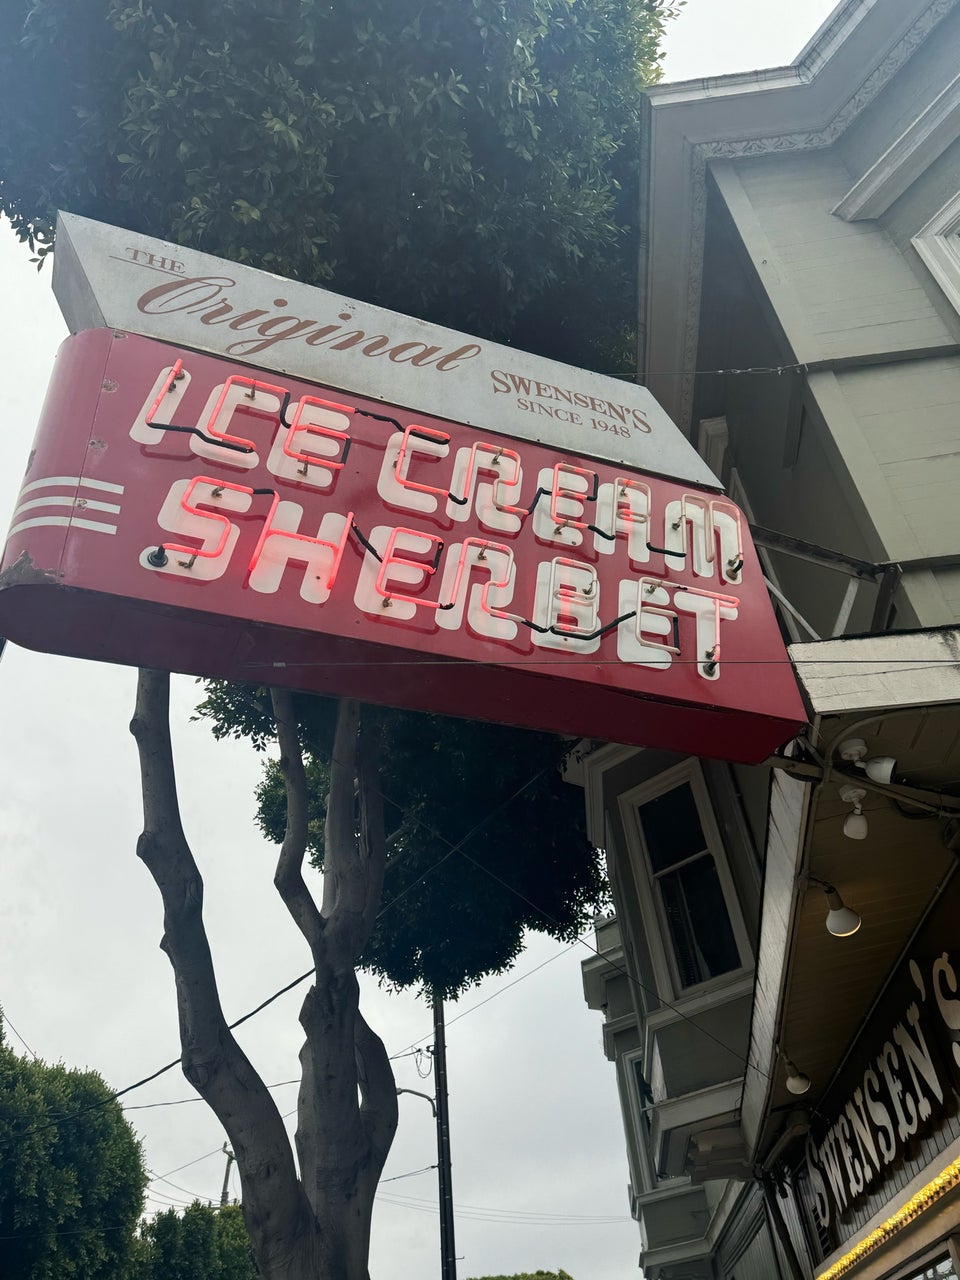 THE
Original
SWENSEN'S
SINCE 1948
ICE CREAM
SHERBET
SWENSEN'S